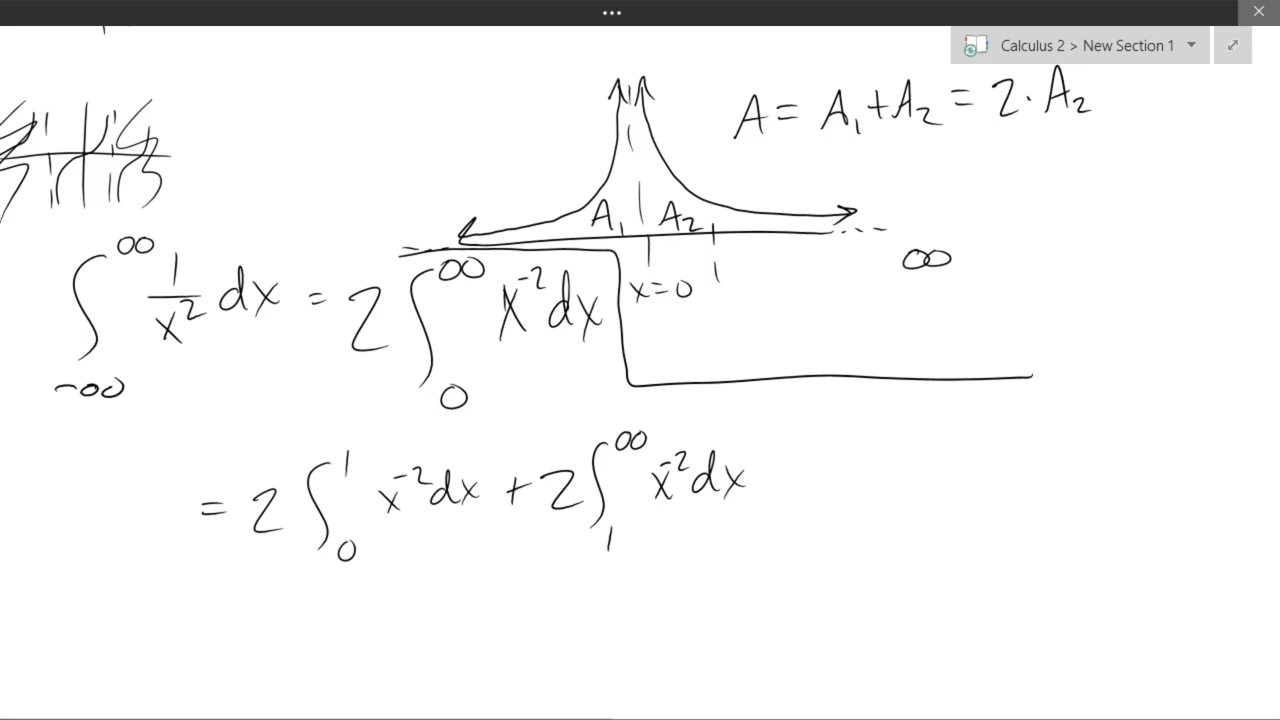 ...
Calculus 2 > New Section 1
A = A₁ + A₂ = 2 · A₂
A₁ A₂
x=0 1 ∞
∫_{-∞}^{∞} 1/x² dx = 2 ∫_0^∞ x⁻² dx
= 2 ∫_0^1 x⁻² dx + 2 ∫_1^∞ x⁻² dx